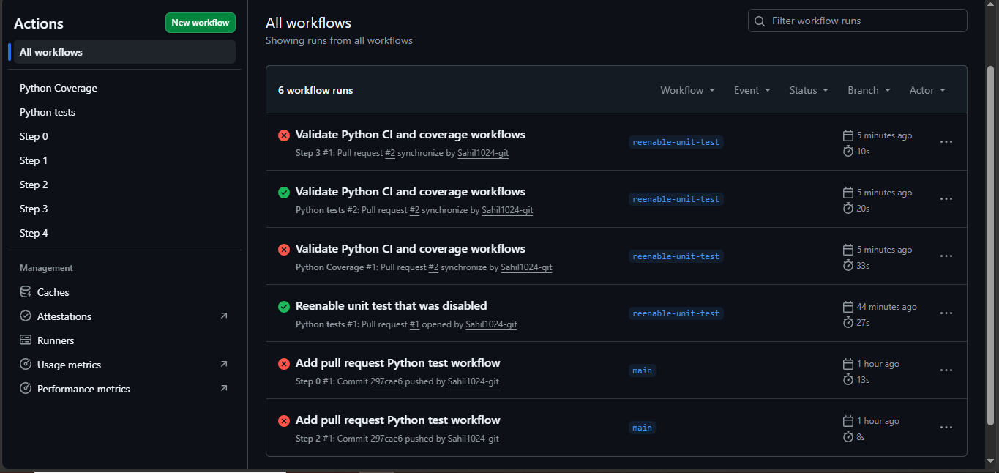 Actions
New workflow
All workflows
Python Coverage
Python tests
Step 0
Step 1
Step 2
Step 3
Step 4
Management
Caches
Attestations
Runners
Usage metrics
Performance metrics
All workflows
Showing runs from all workflows
Filter workflow runs
6 workflow runs
Workflow
Event
Status
Branch
Actor
Validate Python CI and coverage workflows
Step 3 #1: Pull request #2 synchronize by Sahil1024-git
reenable-unit-test
5 minutes ago
10s
Validate Python CI and coverage workflows
Python tests #2: Pull request #2 synchronize by Sahil1024-git
reenable-unit-test
5 minutes ago
20s
Validate Python CI and coverage workflows
Python Coverage #1: Pull request #2 synchronize by Sahil1024-git
reenable-unit-test
5 minutes ago
33s
Reenable unit test that was disabled
Python tests #1: Pull request #1 opened by Sahil1024-git
reenable-unit-test
44 minutes ago
27s
Add pull request Python test workflow
Step 0 #1: Commit 297cae6 pushed by Sahil1024-git
main
1 hour ago
13s
Add pull request Python test workflow
Step 2 #1: Commit 297cae6 pushed by Sahil1024-git
main
1 hour ago
8s